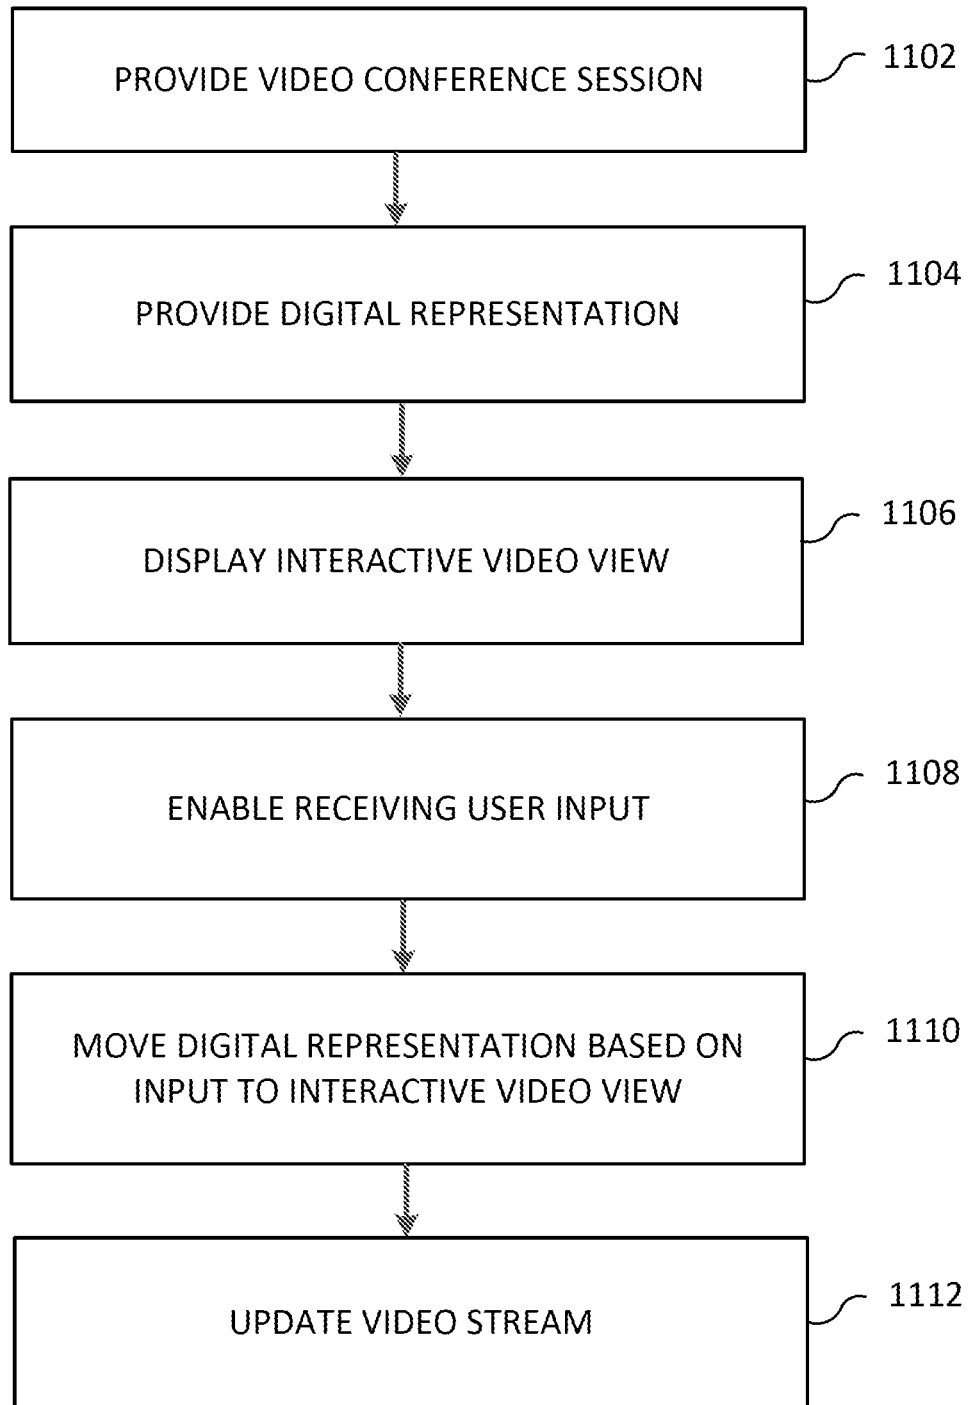 PROVIDE VIDEO CONFERENCE SESSION
1102
PROVIDE DIGITAL REPRESENTATION
1104
DISPLAY INTERACTIVE VIDEO VIEW
1106
ENABLE RECEIVING USER INPUT
1108
MOVE DIGITAL REPRESENTATION BASED ON
INPUT TO INTERACTIVE VIDEO VIEW
1110
UPDATE VIDEO STREAM
1112